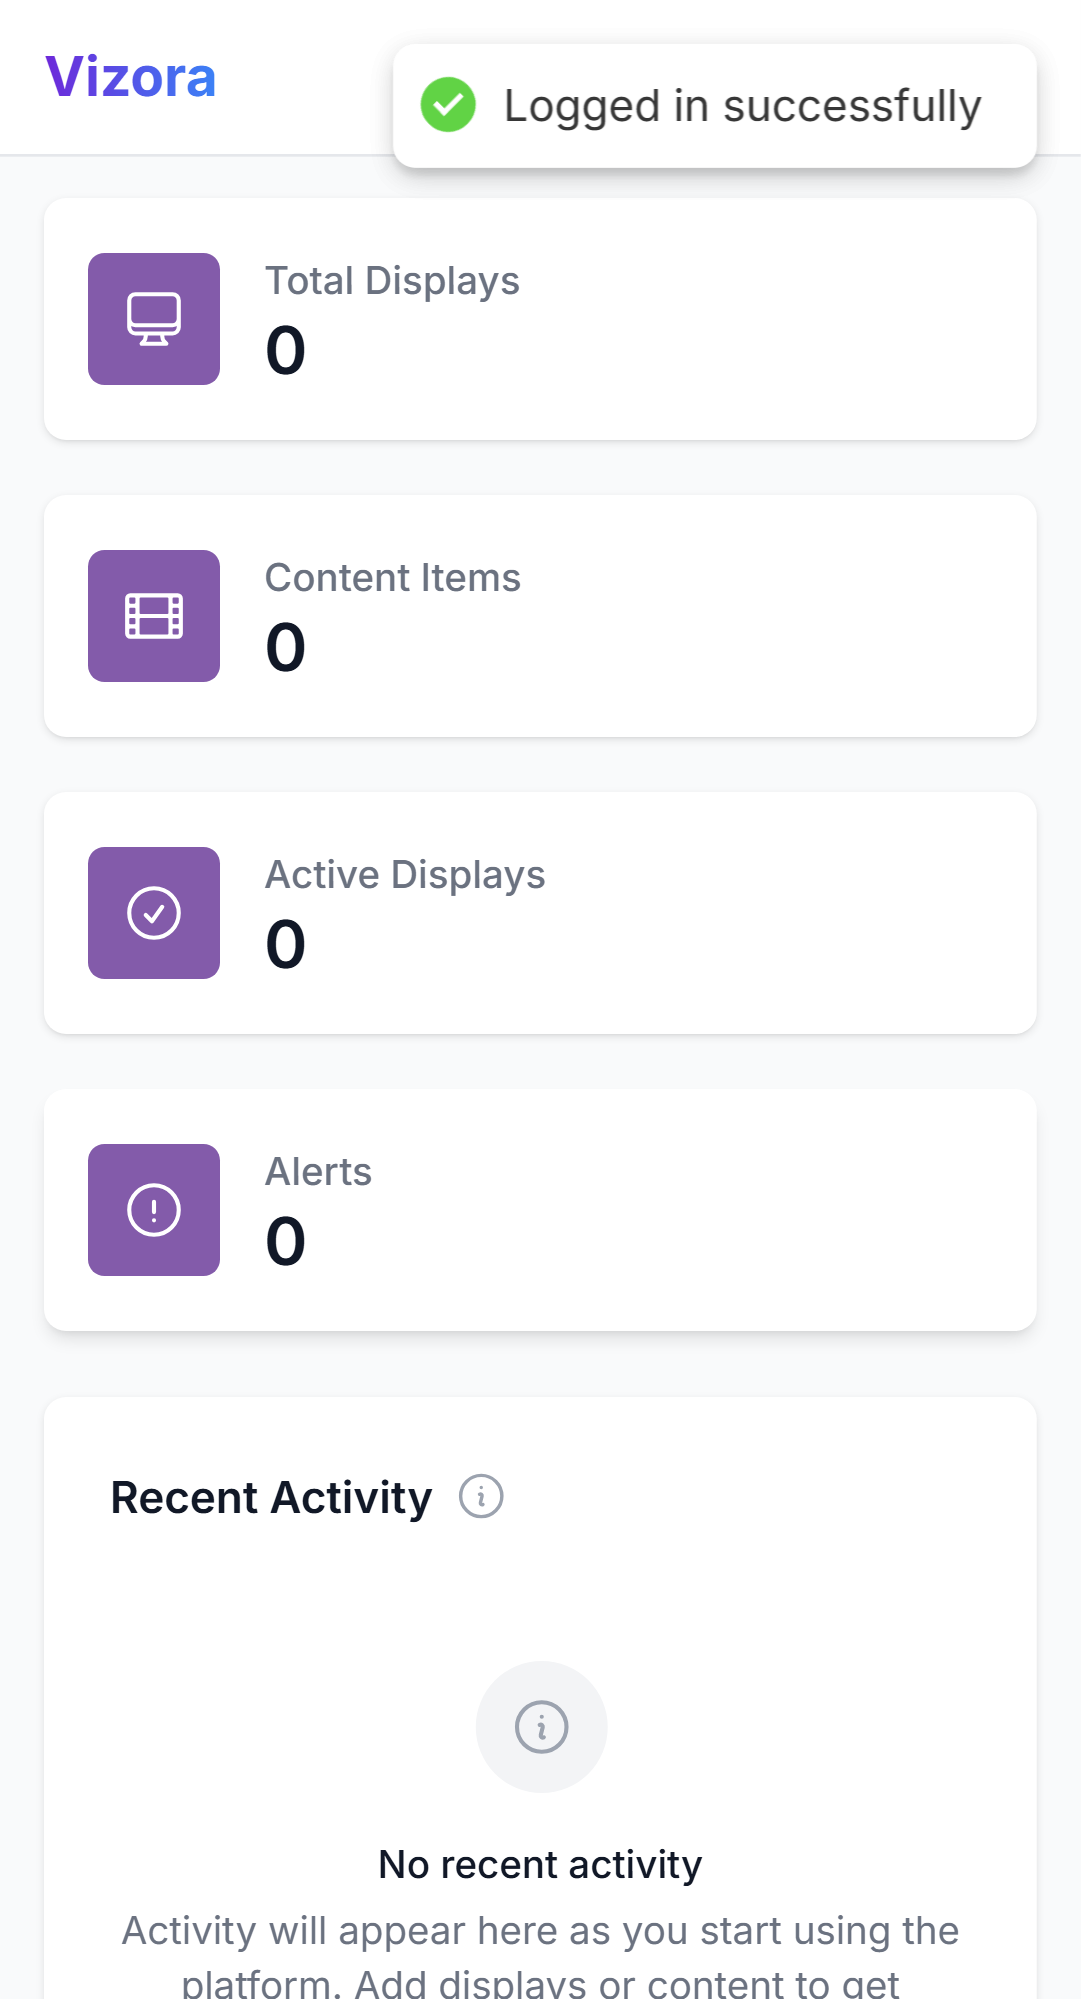 Vizora
Logged in successfully
Total Displays
0
Content Items
0
Active Displays
0
Alerts
0
Recent Activity
No recent activity
Activity will appear here as you start using the
platform. Add displays or content to get